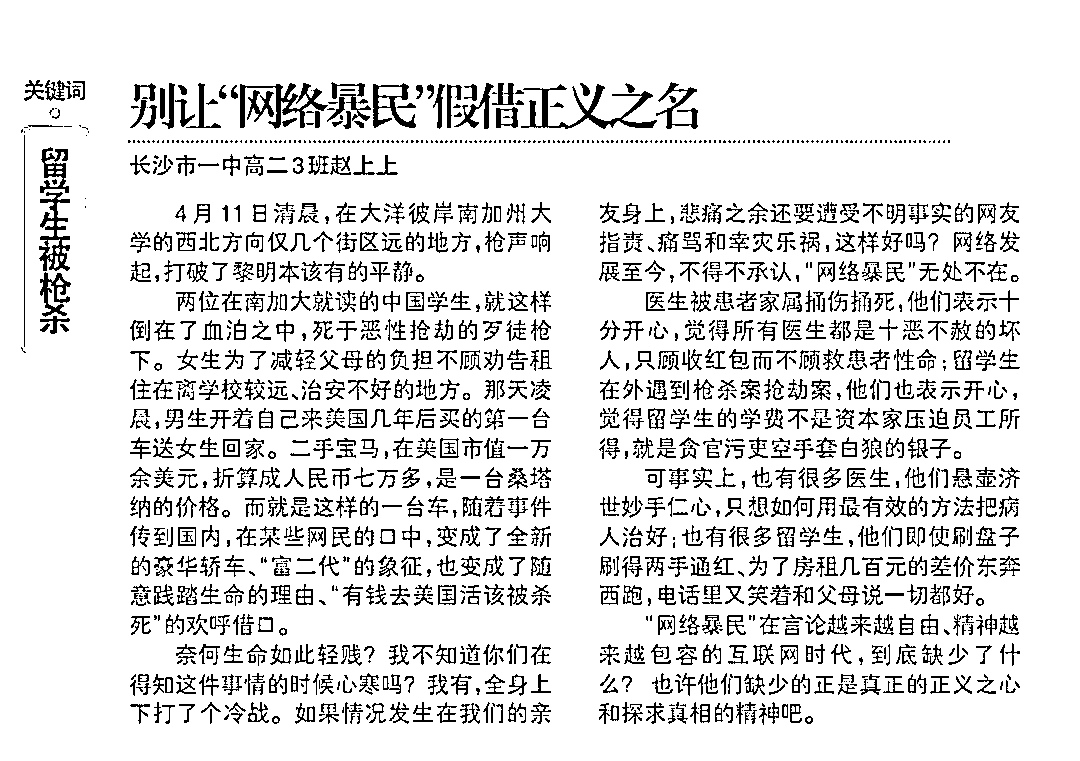 关键词
留学生被枪杀
别让“网络暴民”假借正义之名
长沙市一中高二3班赵上上
4月11日清晨,在大洋彼岸南加州大
学的西北方向仅几个街区远的地方,枪声响
起,打破了黎明本该有的平静。
两位在南加大就读的中国学生,就这样
倒在了血泊之中,死于恶性抢劫的歹徒枪
下。女生为了减轻父母的负担不顾劝告租
住在离学校较远、治安不好的地方。那天凌
晨,男生开着自己来美国几年后买的第一台
车送女生回家。二手宝马,在美国市值一万
余美元,折算成人民币七万多,是一台桑塔
纳的价格。而就是这样的一台车,随着事件
传到国内,在某些网民的口中,变成了全新
的豪华轿车、“富二代”的象征,也变成了随
意践踏生命的理由、“有钱去美国活该被杀
死”的欢呼借口。
奈何生命如此轻贱？我不知道你们在
得知这件事情的时候心寒吗？我有,全身上
下打了个冷战。如果情况发生在我们的亲
友身上,悲痛之余还要遭受不明事实的网友
指责、痛骂和幸灾乐祸,这样好吗？网络发
展至今,不得不承认,“网络暴民”无处不在。
医生被患者家属捅伤捅死,他们表示十
分开心,觉得所有医生都是十恶不赦的坏
人,只顾收红包而不顾救患者性命;留学生
在外遇到枪杀案抢劫案,他们也表示开心,
觉得留学生的学费不是资本家压迫员工所
得,就是贪官污吏空手套白狼的银子。
可事实上,也有很多医生,他们悬壶济
世妙手仁心,只想如何用最有效的方法把病
人治好;也有很多留学生,他们即使刷盘子
刷得两手通红、为了房租几百元的差价东奔
西跑,电话里又笑着和父母说一切都好。
“网络暴民”在言论越来越自由、精神越
来越包容的互联网时代,到底缺少了什
么？也许他们缺少的正是真正的正义之心
和探求真相的精神吧。